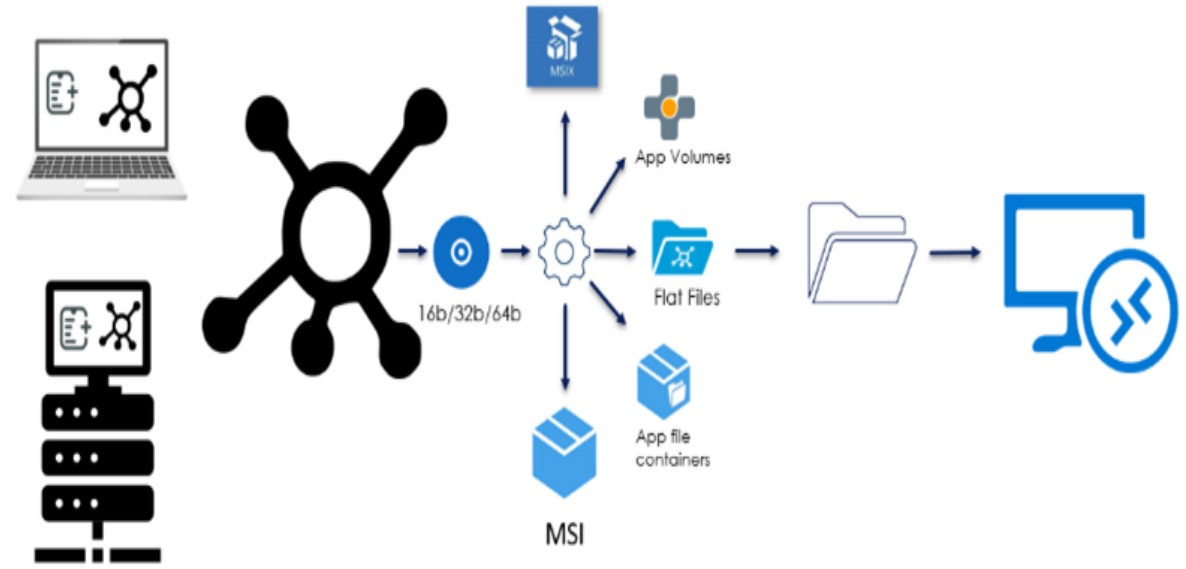 MSIX
App Volumes
16b/32b/64b
Flat Files
App file
containers
MSI